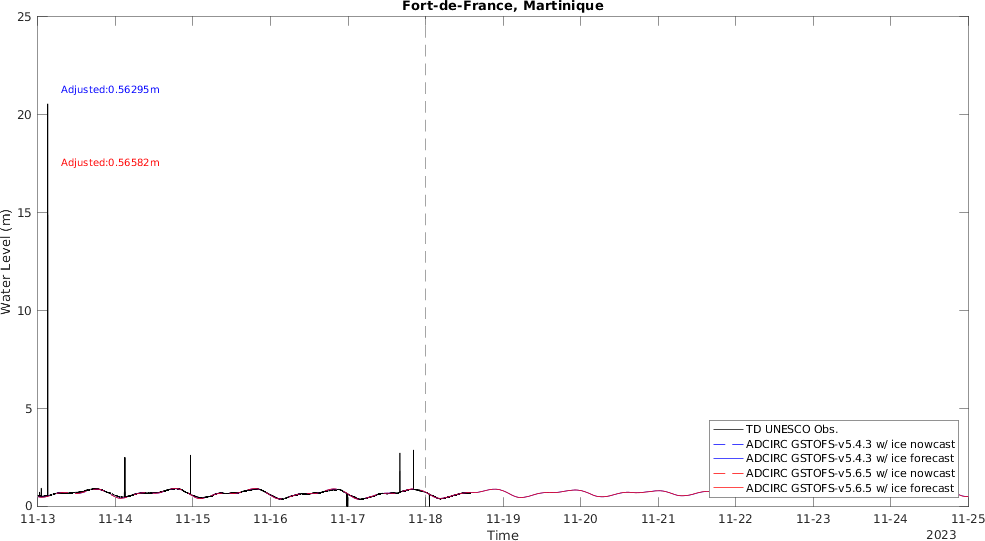 Fort-de-France, Martinique
25
20
15
10
5
0
Water Level (m)
Adjusted:0.56295m
Adjusted:0.56582m
TD UNESCO Obs.
ADCIRC GSTOFS-v5.4.3 w/ ice nowcast
ADCIRC GSTOFS-v5.4.3 w/ ice forecast
ADCIRC GSTOFS-v5.6.5 w/ ice nowcast
ADCIRC GSTOFS-v5.6.5 w/ ice forecast
11-13 11-14 11-15 11-16 11-17 11-18 11-19 11-20 11-21 11-22 11-23 11-24 11-25
Time
2023